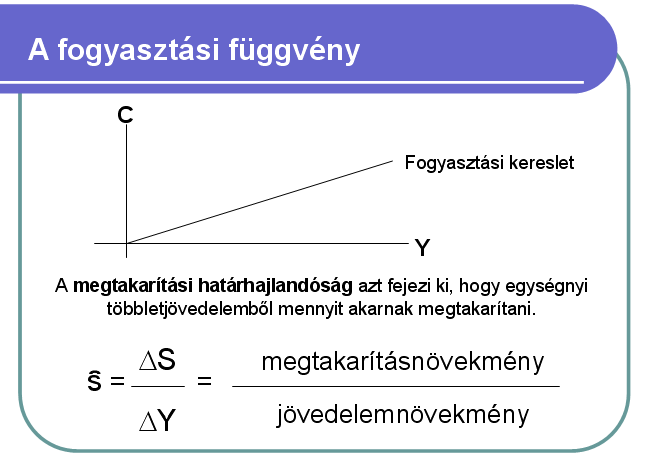 A fogyasztási függvény
C
Fogyasztási kereslet
Y
A megtakarítási határhajlandóság azt fejezi ki, hogy egységnyi
többletjövedelemből mennyit akarnak megtakarítani.
ŝ = ΔS / ΔY = megtakarításnövekmény / jövedelemnövekmény